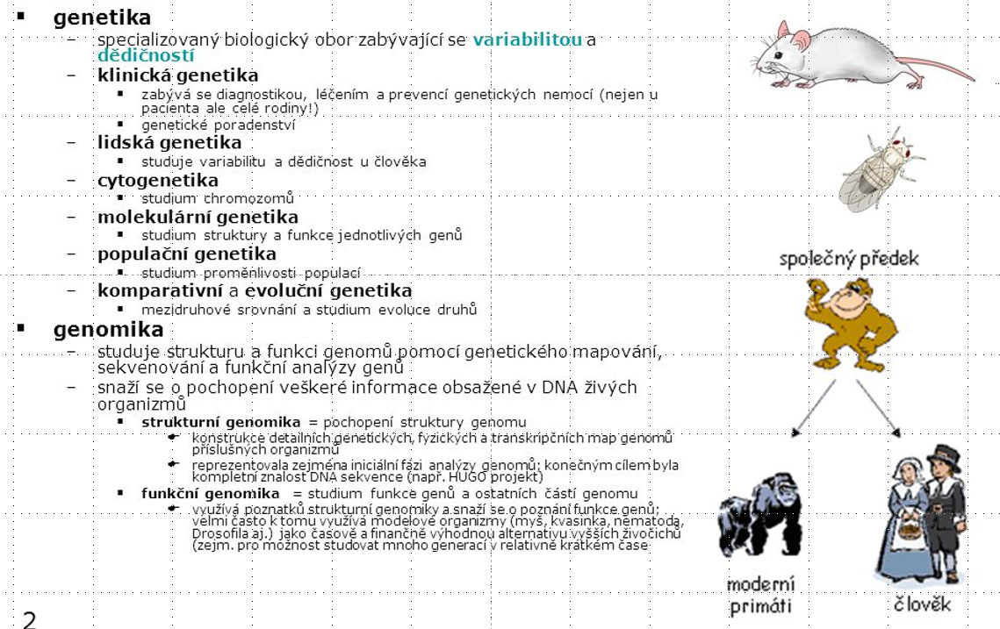 genetika
– specializovaný biologický obor zabývající se variabilitou a
dědičností
– klinická genetika
zabývá se diagnostikou, léčením a prevencí genetických nemocí (nejen u
pacienta ale celé rodiny!)
genetické poradenství
– lidská genetika
studuje variabilitu a dědičnost u člověka
– cytogenetika
studium chromozomů
– molekulární genetika
studium struktury a funkce jednotlivých genů
– populační genetika
studium proměnlivosti populací
– komparativní a evoluční genetika
mezidruhové srovnání a studium evoluce druhů
genomika
– studuje strukturu a funkci genomů pomocí genetického mapování,
sekvenování a funkční analýzy genů
– snaží se o pochopení veškeré informace obsažené v DNA živých
organizmů
strukturní genomika = pochopení struktury genomu
konstrukce detailních genetických, fyzických a transkripčních map genomů
příslušných organizmů
reprezentovala zejména iniciální fázi analýzy genomů; konečným cílem byla
kompletní znalost DNA sekvence (např. HUGO projekt)
funkční genomika = studium funkce genů a ostatních částí genomu
využívá poznatků strukturní genomiky a snaží se o poznání funkce genů;
velmi často k tomu využívá modelové organizmy (myš, kvasinka, nematoda,
Drosofila aj.) jako časově a finančně výhodnou alternativu vyšších živočichů
(zejm. pro možnost studovat mnoho generací v relativně krátkém čase
společný předek
moderní
primáti
člověk
2